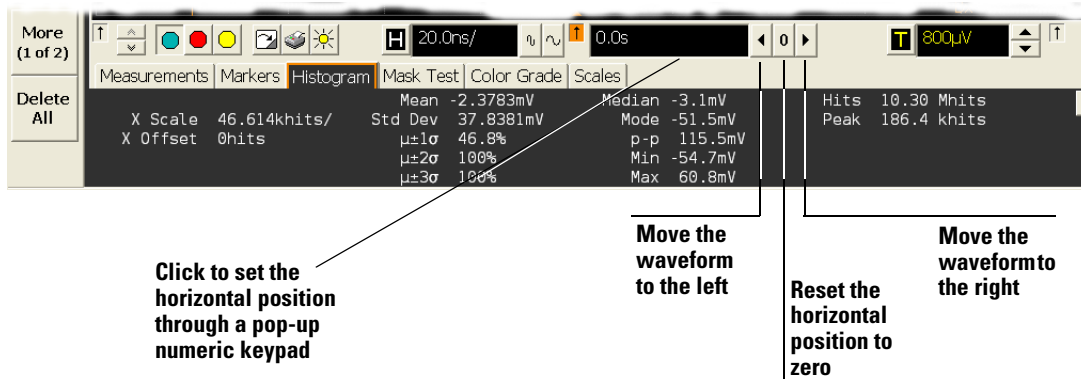 More
(1 of 2)
Delete
All
H 20.0ns/ 0.0s 0 T 800µV
Measurements Markers Histogram Mask Test Color Grade Scales
Mean -2.3783mV Median -3.1mV Hits 10.30 Mhits
X Scale 46.614khits/ Std Dev 37.8381mV Mode -51.5mV Peak 186.4 khits
X Offset 0hits µ±1σ 46.8% p-p 115.5mV
µ±2σ 100% Min -54.7mV
µ±3σ 100% Max 60.8mV
Click to set the
horizontal position
through a pop-up
numeric keypad
Move the
waveform
to the left
Reset the
horizontal
position to
zero
Move the
waveformto
the right